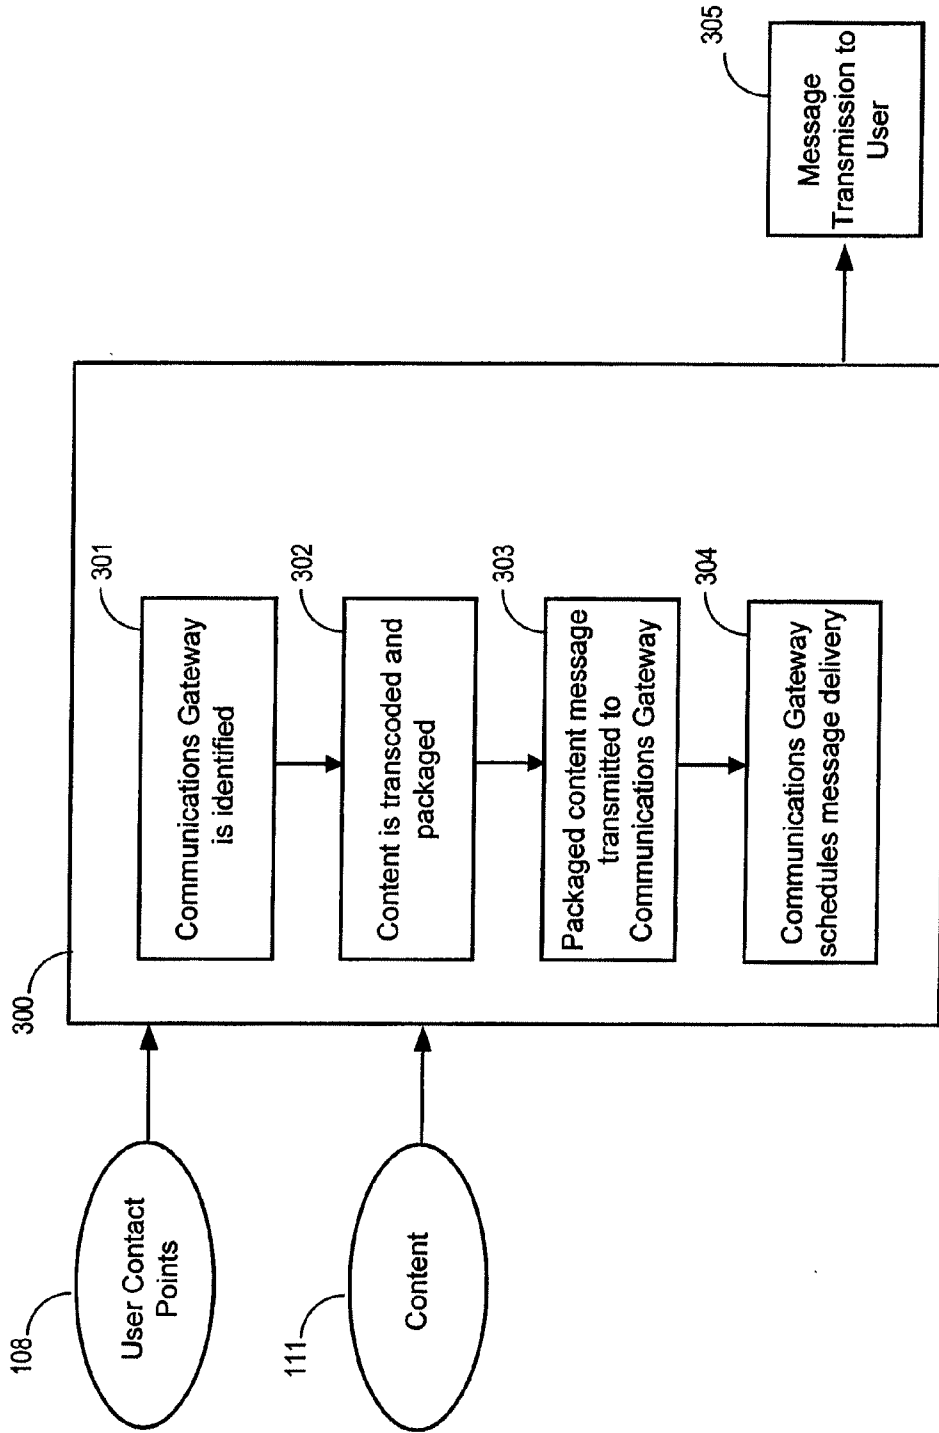 108
User Contact
Points
111
Content
300
301
Communications Gateway
is identified
302
Content is transcoded and
packaged
303
Packaged content message
transmitted to
Communications Gateway
304
Communications Gateway
schedules message delivery
305
Message
Transmission to
User